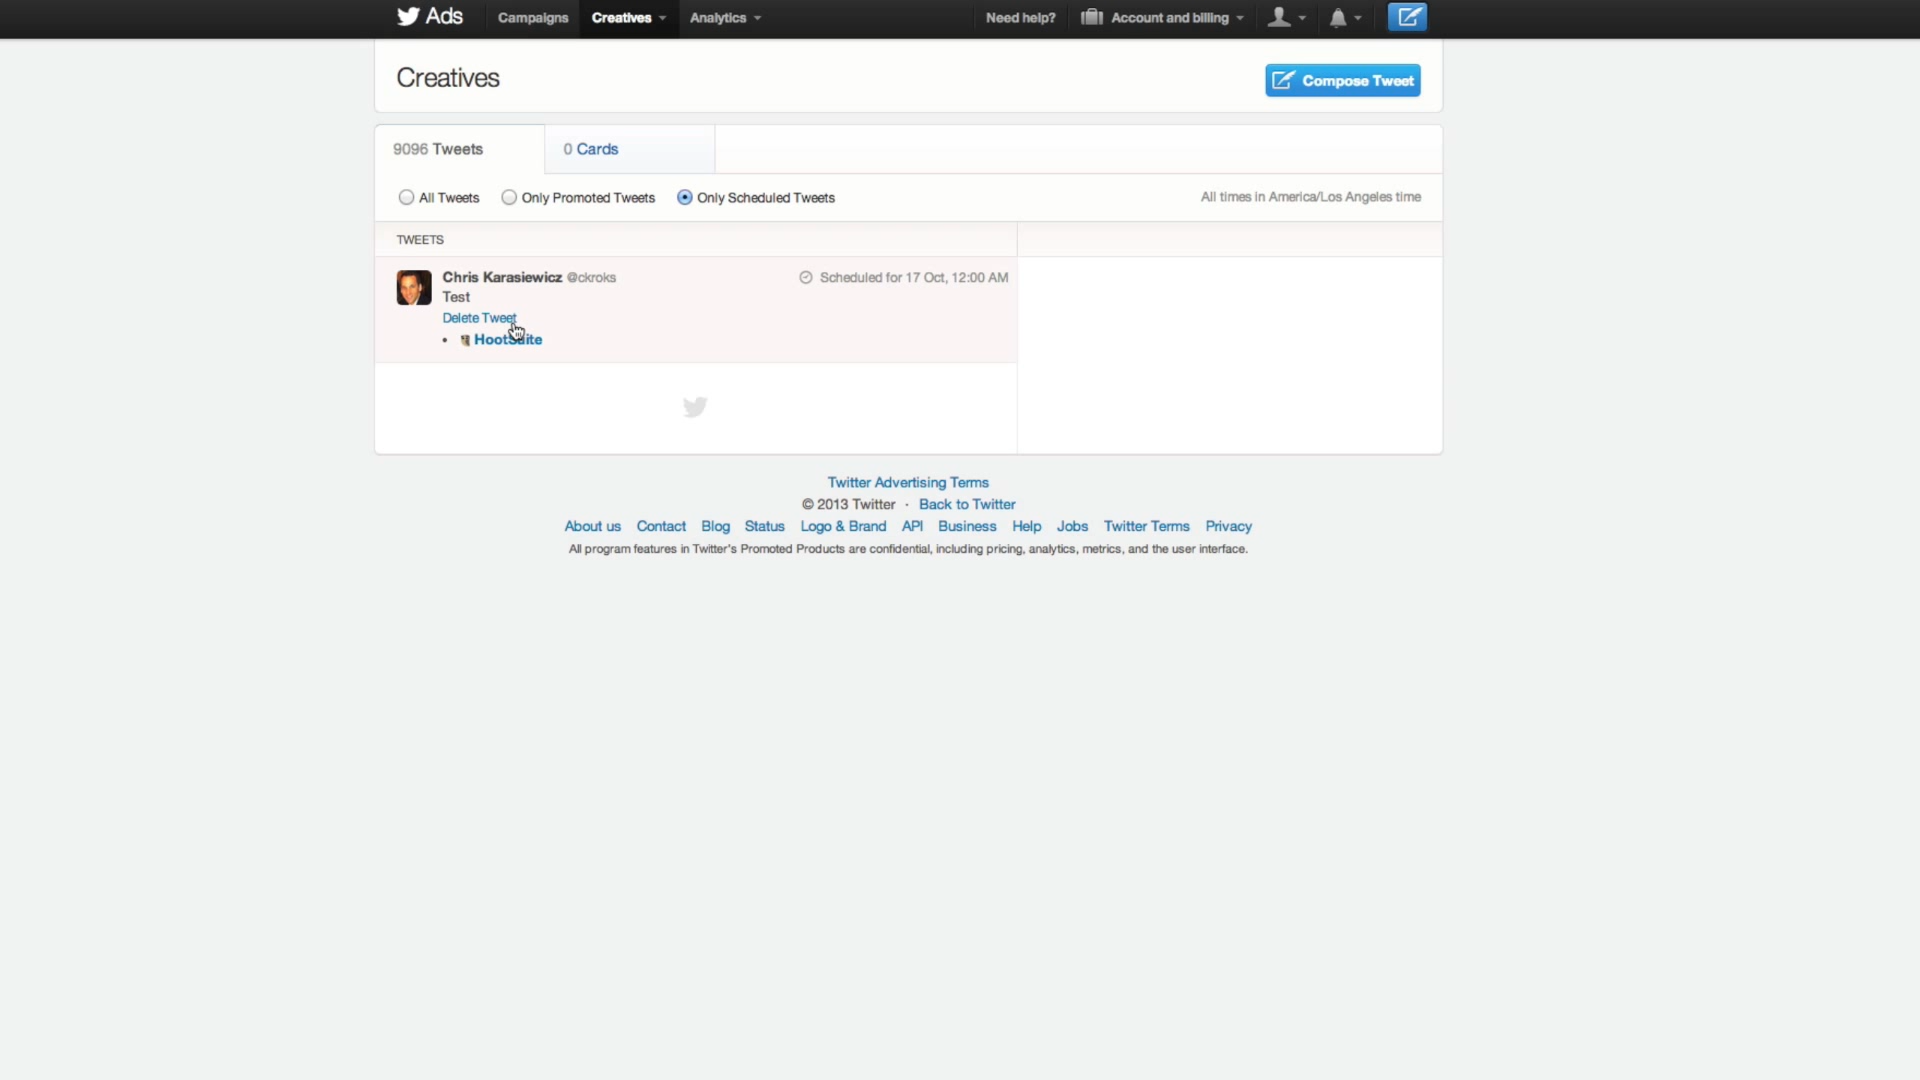 Ads Campaigns Creatives Analytics Need help? Account and billing
Creatives
Compose Tweet
9096 Tweets 0 Cards
All Tweets Only Promoted Tweets Only Scheduled Tweets All times in America/Los Angeles time
TWEETS
Chris Karasiewicz @ckroks Scheduled for 17 Oct, 12:00 AM
Test
Delete Tweet
• HootSuite
Twitter Advertising Terms
© 2013 Twitter · Back to Twitter
About us Contact Blog Status Logo & Brand API Business Help Jobs Twitter Terms Privacy
All program features in Twitter's Promoted Products are confidential, including pricing, analytics, metrics, and the user interface.